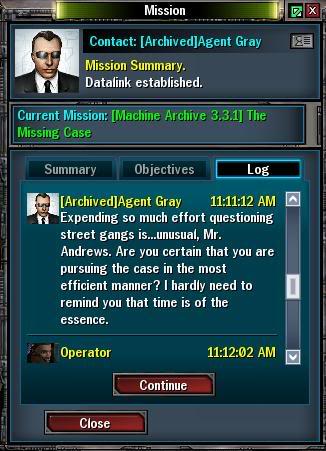 Mission
Contact: [Archived]Agent Gray
Mission Summary.
Datalink established.
Current Mission: [Machine Archive 3.3.1] The
Missing Case
Summary
Objectives
Log
[Archived]Agent Gray 11:11:12 AM
Expending so much effort questioning
street gangs is...unusual, Mr.
Andrews. Are you certain that you are
pursuing the case in the most
efficient manner? I hardly need to
remind you that time is of the
essence.
Operator 11:12:02 AM
Continue
Close